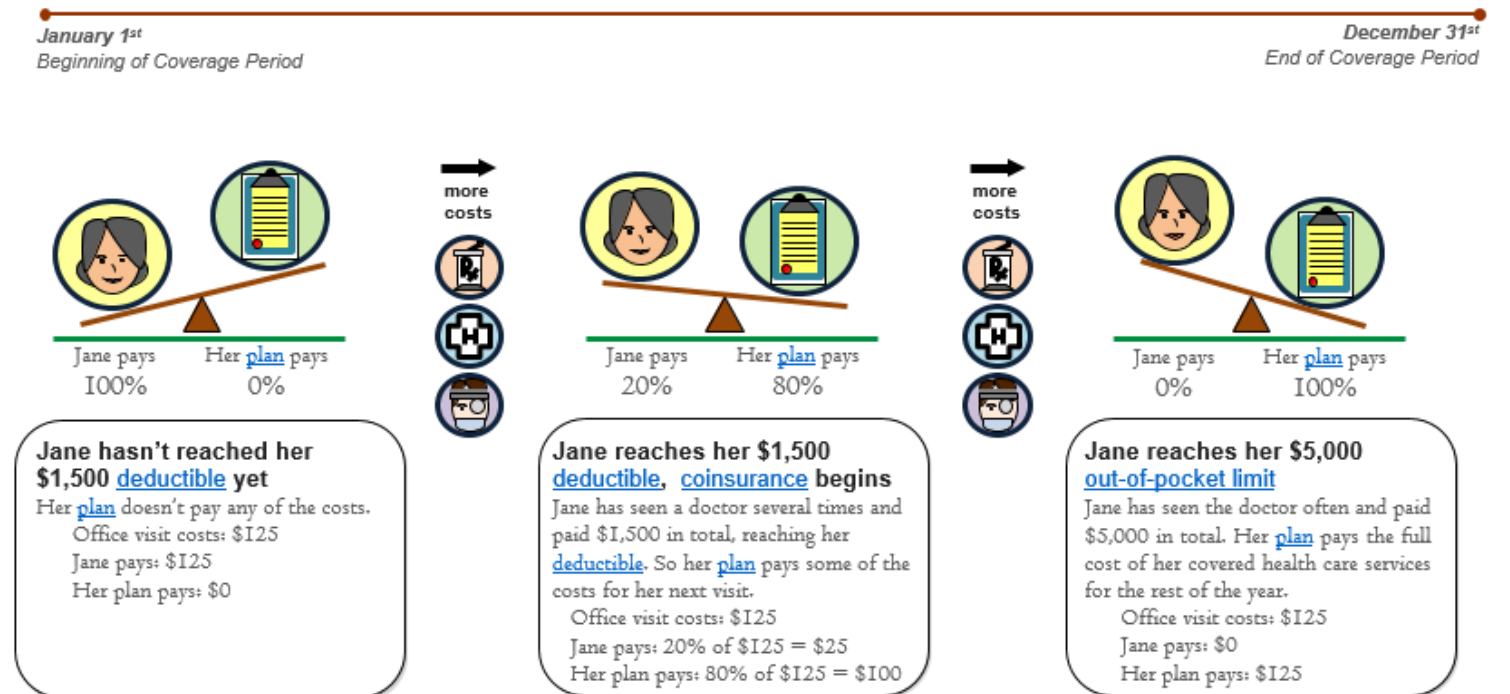 January 1st
Beginning of Coverage Period
December 31st
End of Coverage Period
more
costs
more
costs
Jane pays
100%
Her plan pays
0%
Jane pays
20%
Her plan pays
80%
Jane pays
0%
Her plan pays
100%
Jane hasn't reached her
$1,500 deductible yet
Her plan doesn't pay any of the costs.
Office visit costs: $125
Jane pays: $125
Her plan pays: $0
Jane reaches her $1,500
deductible, coinsurance begins
Jane has seen a doctor several times and
paid $1,500 in total, reaching her
deductible. So her plan pays some of the
costs for her next visit.
Office visit costs: $125
Jane pays: 20% of $125 = $25
Her plan pays: 80% of $125 = $100
Jane reaches her $5,000
out-of-pocket limit
Jane has seen the doctor often and paid
$5,000 in total. Her plan pays the full
cost of her covered health care services
for the rest of the year.
Office visit costs: $125
Jane pays: $0
Her plan pays: $125